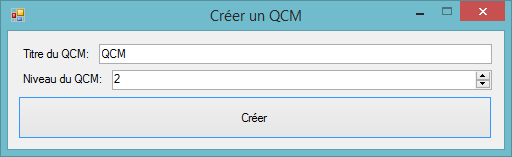 Créer un QCM
Titre du QCM: QCM
Niveau du QCM: 2
Créer